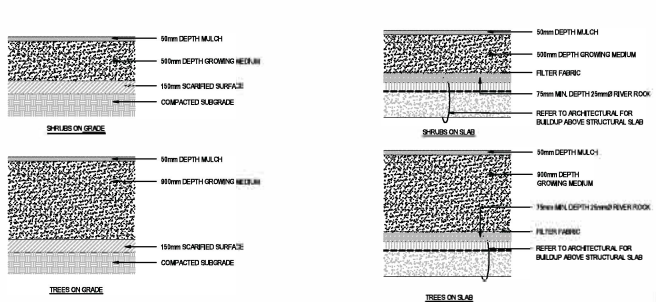 50mm DEPTH MULCH
500mm DEPTH GROWING MEDIUM
150mm SCARIFIED SURFACE
COMPACTED SUBGRADE
SHRUBS ON GRADE
50mm DEPTH MULCH
500mm DEPTH GROWING MEDIUM
FILTER FABRIC
75mm MIN. DEPTH 25mmØ RIVER ROCK
REFER TO ARCHITECTURAL FOR
BUILDUP ABOVE STRUCTURAL SLAB
SHRUBS ON SLAB
50mm DEPTH MULCH
900mm DEPTH GROWING MEDIUM
150mm SCARIFIED SURFACE
COMPACTED SUBGRADE
TREES ON GRADE
50mm DEPTH MULCH
900mm DEPTH
GROWING MEDIUM
75mm MIN. DEPTH 25mmØ RIVER ROCK
FILTER FABRIC
REFER TO ARCHITECTURAL FOR
BUILDUP ABOVE STRUCTURAL SLAB
TREES ON SLAB